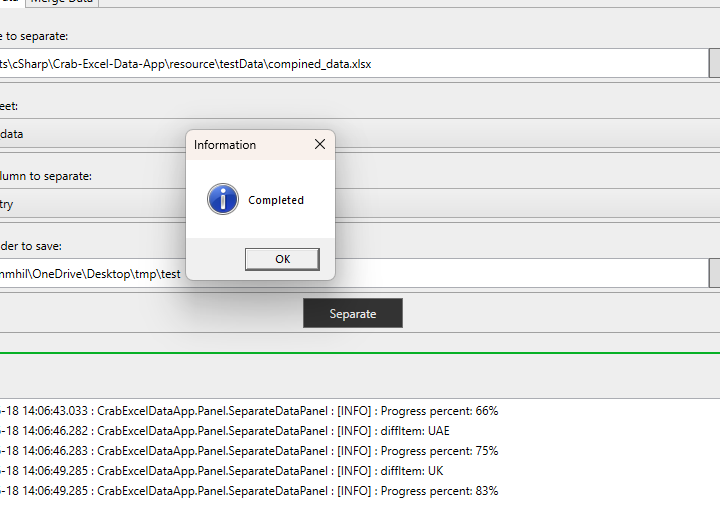 Merge Data
e to separate:
ts\cSharp\Crab-Excel-Data-App\resource\testData\compined_data.xlsx
eet:
data
lumn to separate:
try
der to save:
nmhil\OneDrive\Desktop\tmp\test
Information
Completed
OK
Separate
-18 14:06:43.033 : CrabExcelDataApp.Panel.SeparateDataPanel : [INFO] : Progress percent: 66%
-18 14:06:46.282 : CrabExcelDataApp.Panel.SeparateDataPanel : [INFO] : diffItem: UAE
-18 14:06:46.283 : CrabExcelDataApp.Panel.SeparateDataPanel : [INFO] : Progress percent: 75%
-18 14:06:49.285 : CrabExcelDataApp.Panel.SeparateDataPanel : [INFO] : diffItem: UK
-18 14:06:49.285 : CrabExcelDataApp.Panel.SeparateDataPanel : [INFO] : Progress percent: 83%